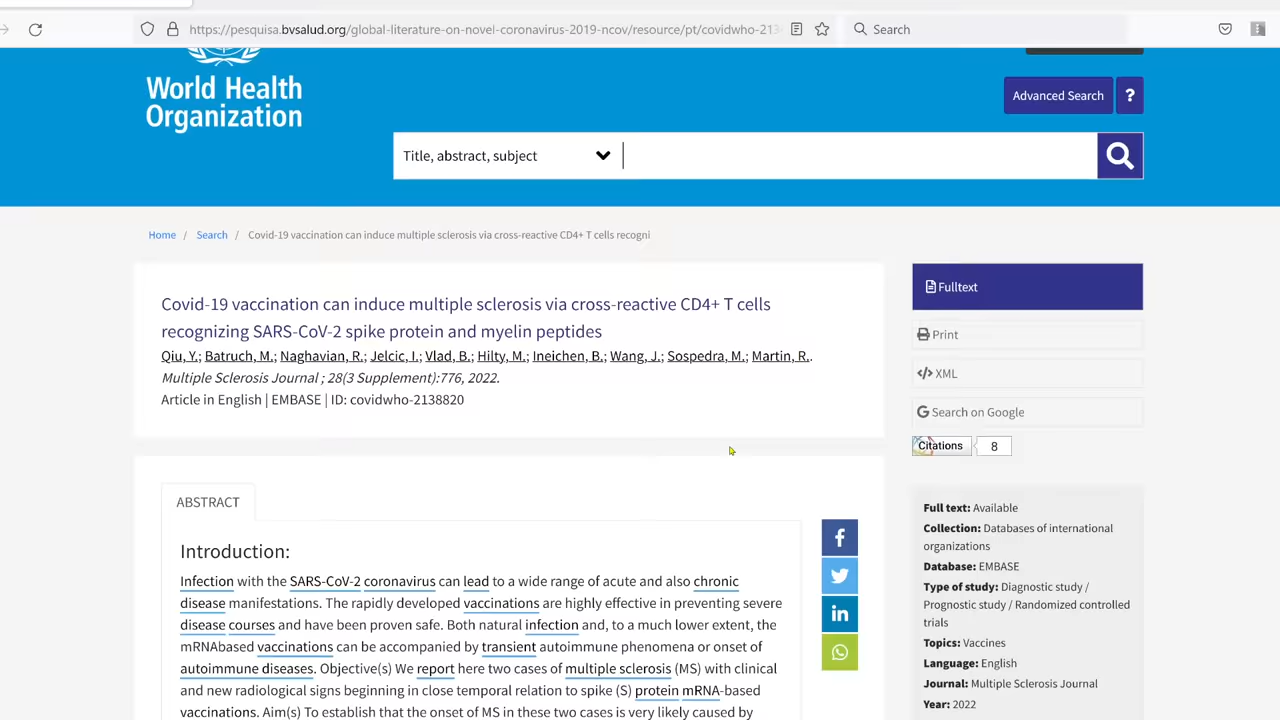 https://pesquisa.bvsalud.org/global-literature-on-novel-coronavirus-2019-ncov/resource/pt/covidwho-213
Search
World Health
Organization
Advanced Search
?
Title, abstract, subject
Home / Search / Covid-19 vaccination can induce multiple sclerosis via cross-reactive CD4+ T cells recogni
Covid-19 vaccination can induce multiple sclerosis via cross-reactive CD4+ T cells
recognizing SARS-CoV-2 spike protein and myelin peptides
Qiu, Y.; Batruch, M.; Naghavian, R.; Jelcic, I.; Vlad, B.; Hilty, M.; Ineichen, B.; Wang, J.; Sospedra, M.; Martin, R..
Multiple Sclerosis Journal ; 28(3 Supplement):776, 2022.
Article in English | EMBASE | ID: covidwho-2138820
ABSTRACT
Introduction:
Infection with the SARS-CoV-2 coronavirus can lead to a wide range of acute and also chronic
disease manifestations. The rapidly developed vaccinations are highly effective in preventing severe
disease courses and have been proven safe. Both natural infection and, to a much lower extent, the
mRNAbased vaccinations can be accompanied by transient autoimmune phenomena or onset of
autoimmune diseases. Objective(s) We report here two cases of multiple sclerosis (MS) with clinical
and new radiological signs beginning in close temporal relation to spike (S) protein mRNA-based
vaccinations. Aim(s) To establish that the onset of MS in these two cases is very likely caused by
Fulltext
Print
</> XML
Search on Google
Citations 8
Full text: Available
Collection: Databases of international
organizations
Database: EMBASE
Type of study: Diagnostic study /
Prognostic study / Randomized controlled
trials
Topics: Vaccines
Language: English
Journal: Multiple Sclerosis Journal
Year: 2022